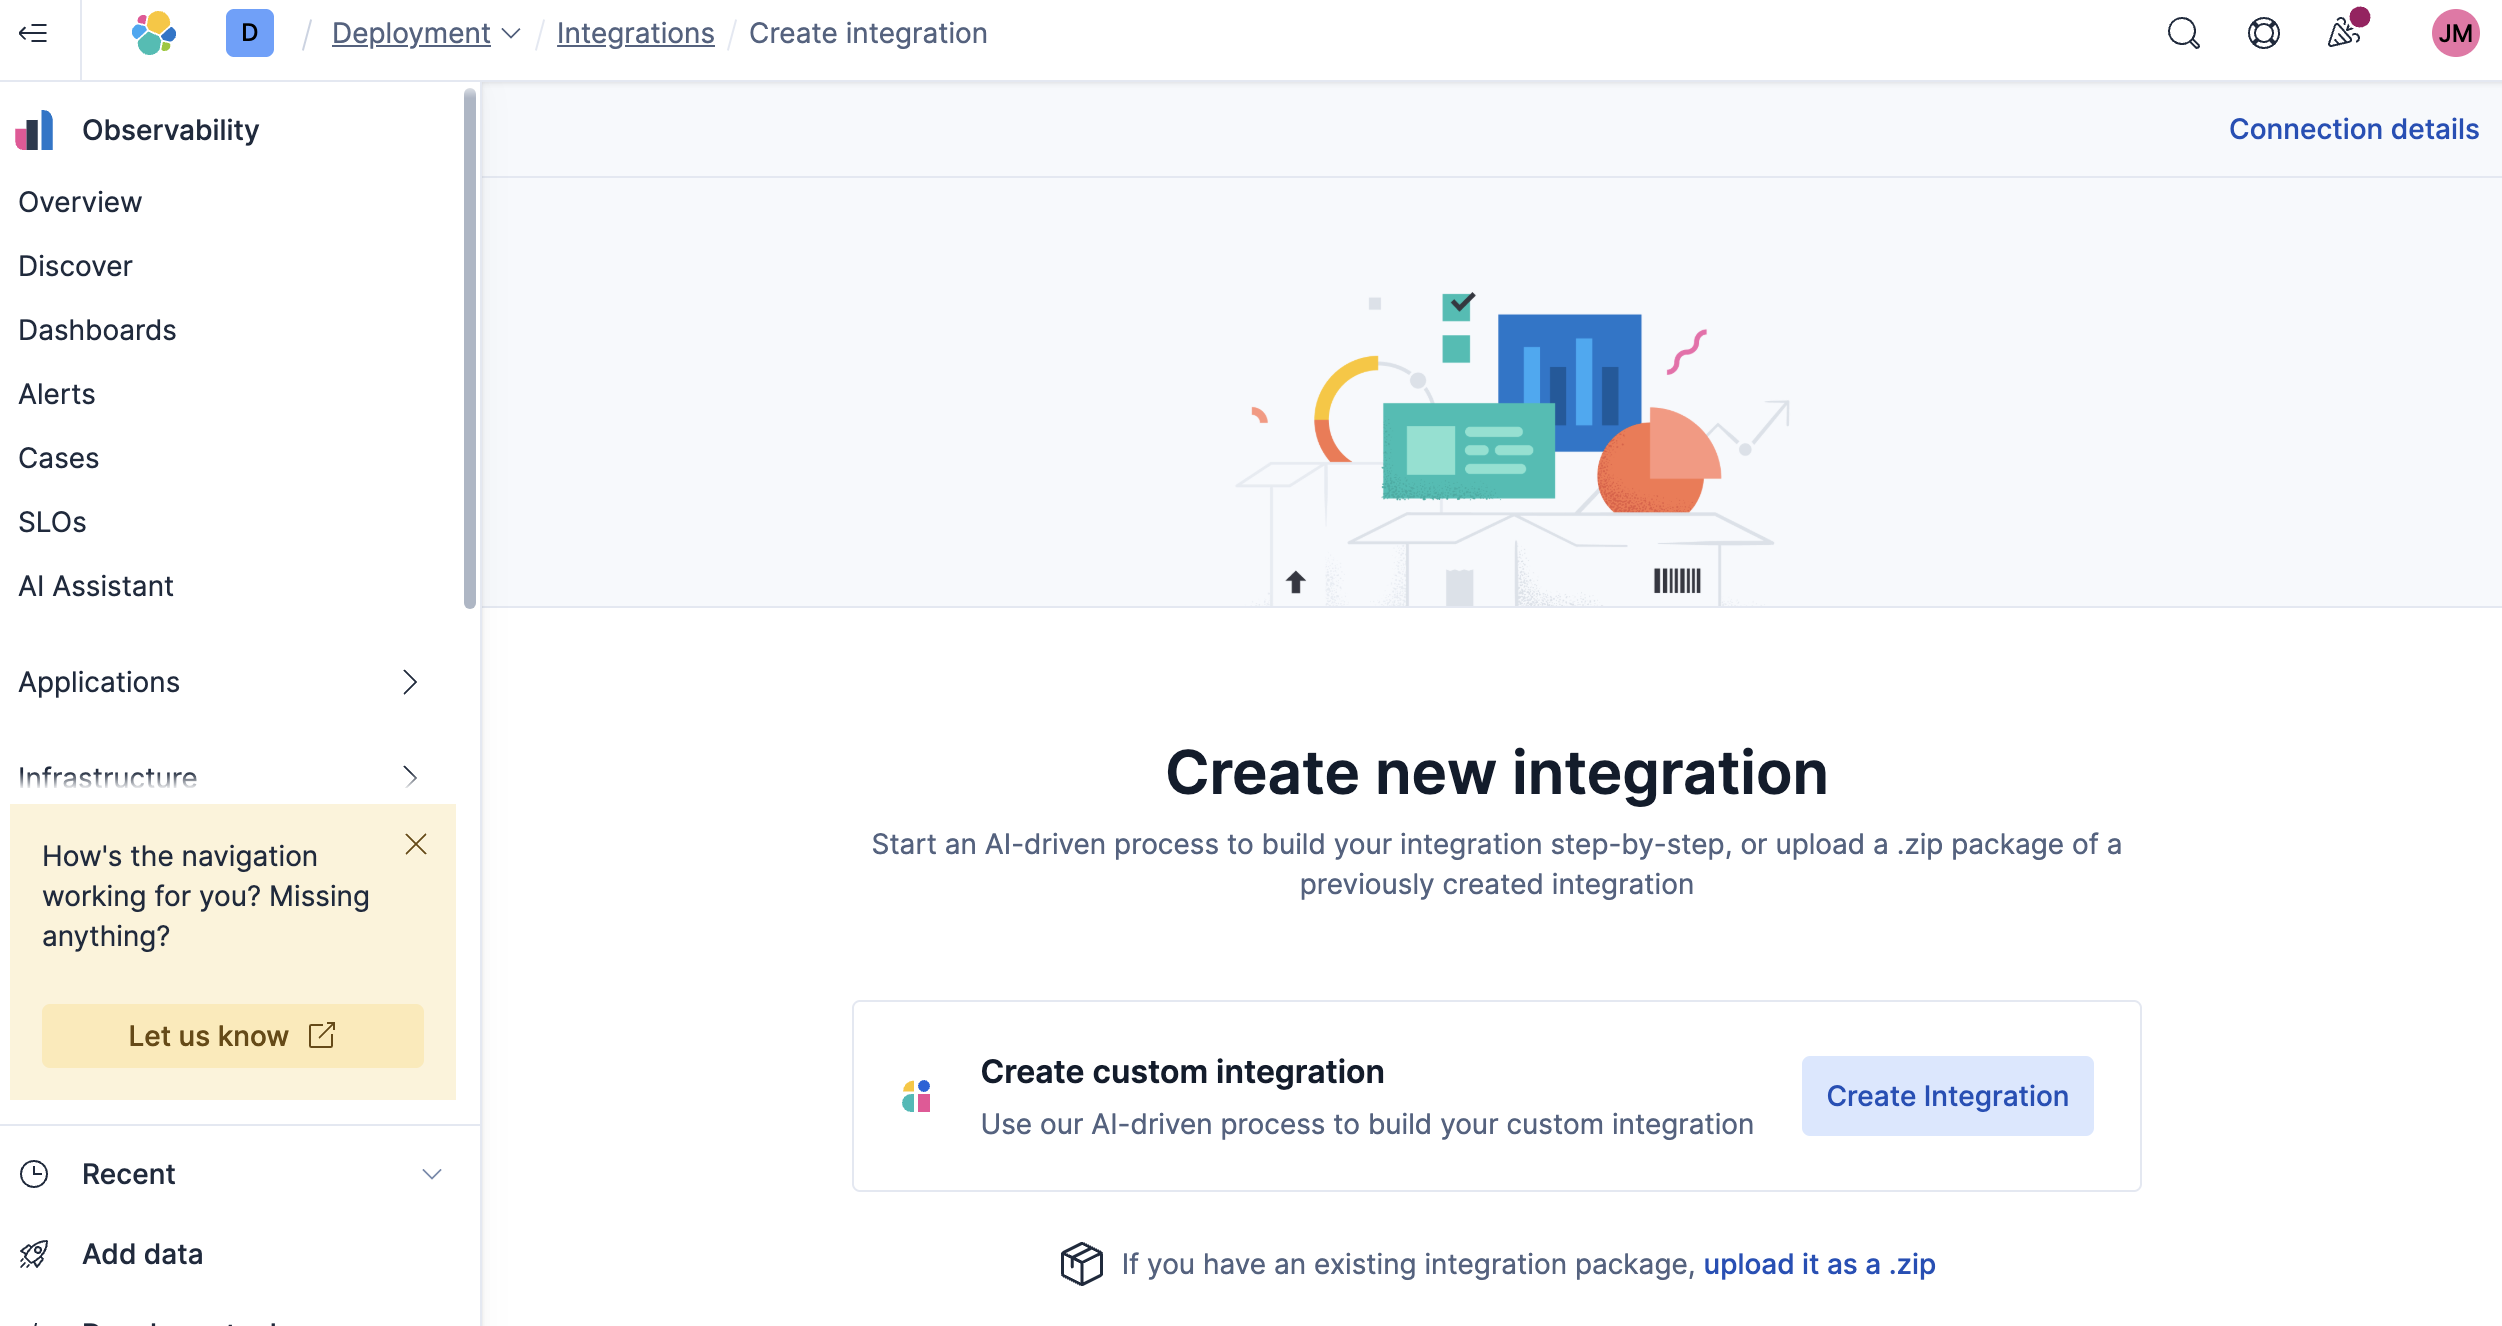 D / Deployment / Integrations / Create integration
JM
Observability
Connection details
Overview
Discover
Dashboards
Alerts
Cases
SLOs
AI Assistant
Applications
Infrastructure
How's the navigation
working for you? Missing
anything?
Let us know
Recent
Add data
Create new integration
Start an AI-driven process to build your integration step-by-step, or upload a .zip package of a
previously created integration
Create custom integration
Use our AI-driven process to build your custom integration
Create Integration
If you have an existing integration package, upload it as a .zip